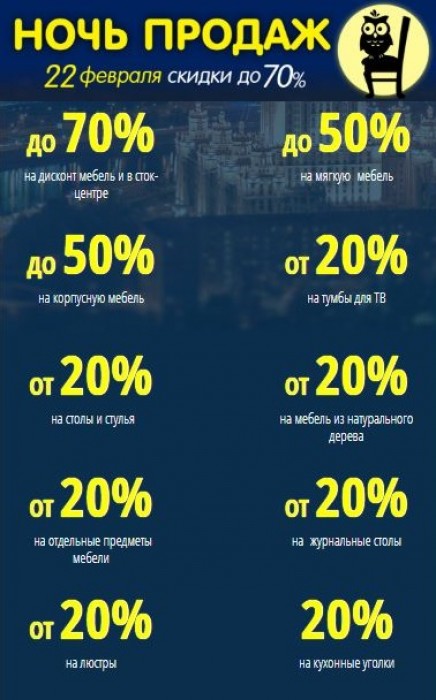 НОЧЬ ПРОДАЖ
22 февраля скидки до 70%
до 70%
на дисконт мебель и в сток-
центре
до 50%
на мягкую мебель
до 50%
на корпусную мебель
от 20%
на тумбы для ТВ
от 20%
на столы и стулья
от 20%
на мебель из натурального
дерева
от 20%
на отдельные предметы
мебели
от 20%
на журнальные столы
от 20%
на люстры
20%
на кухонные уголки